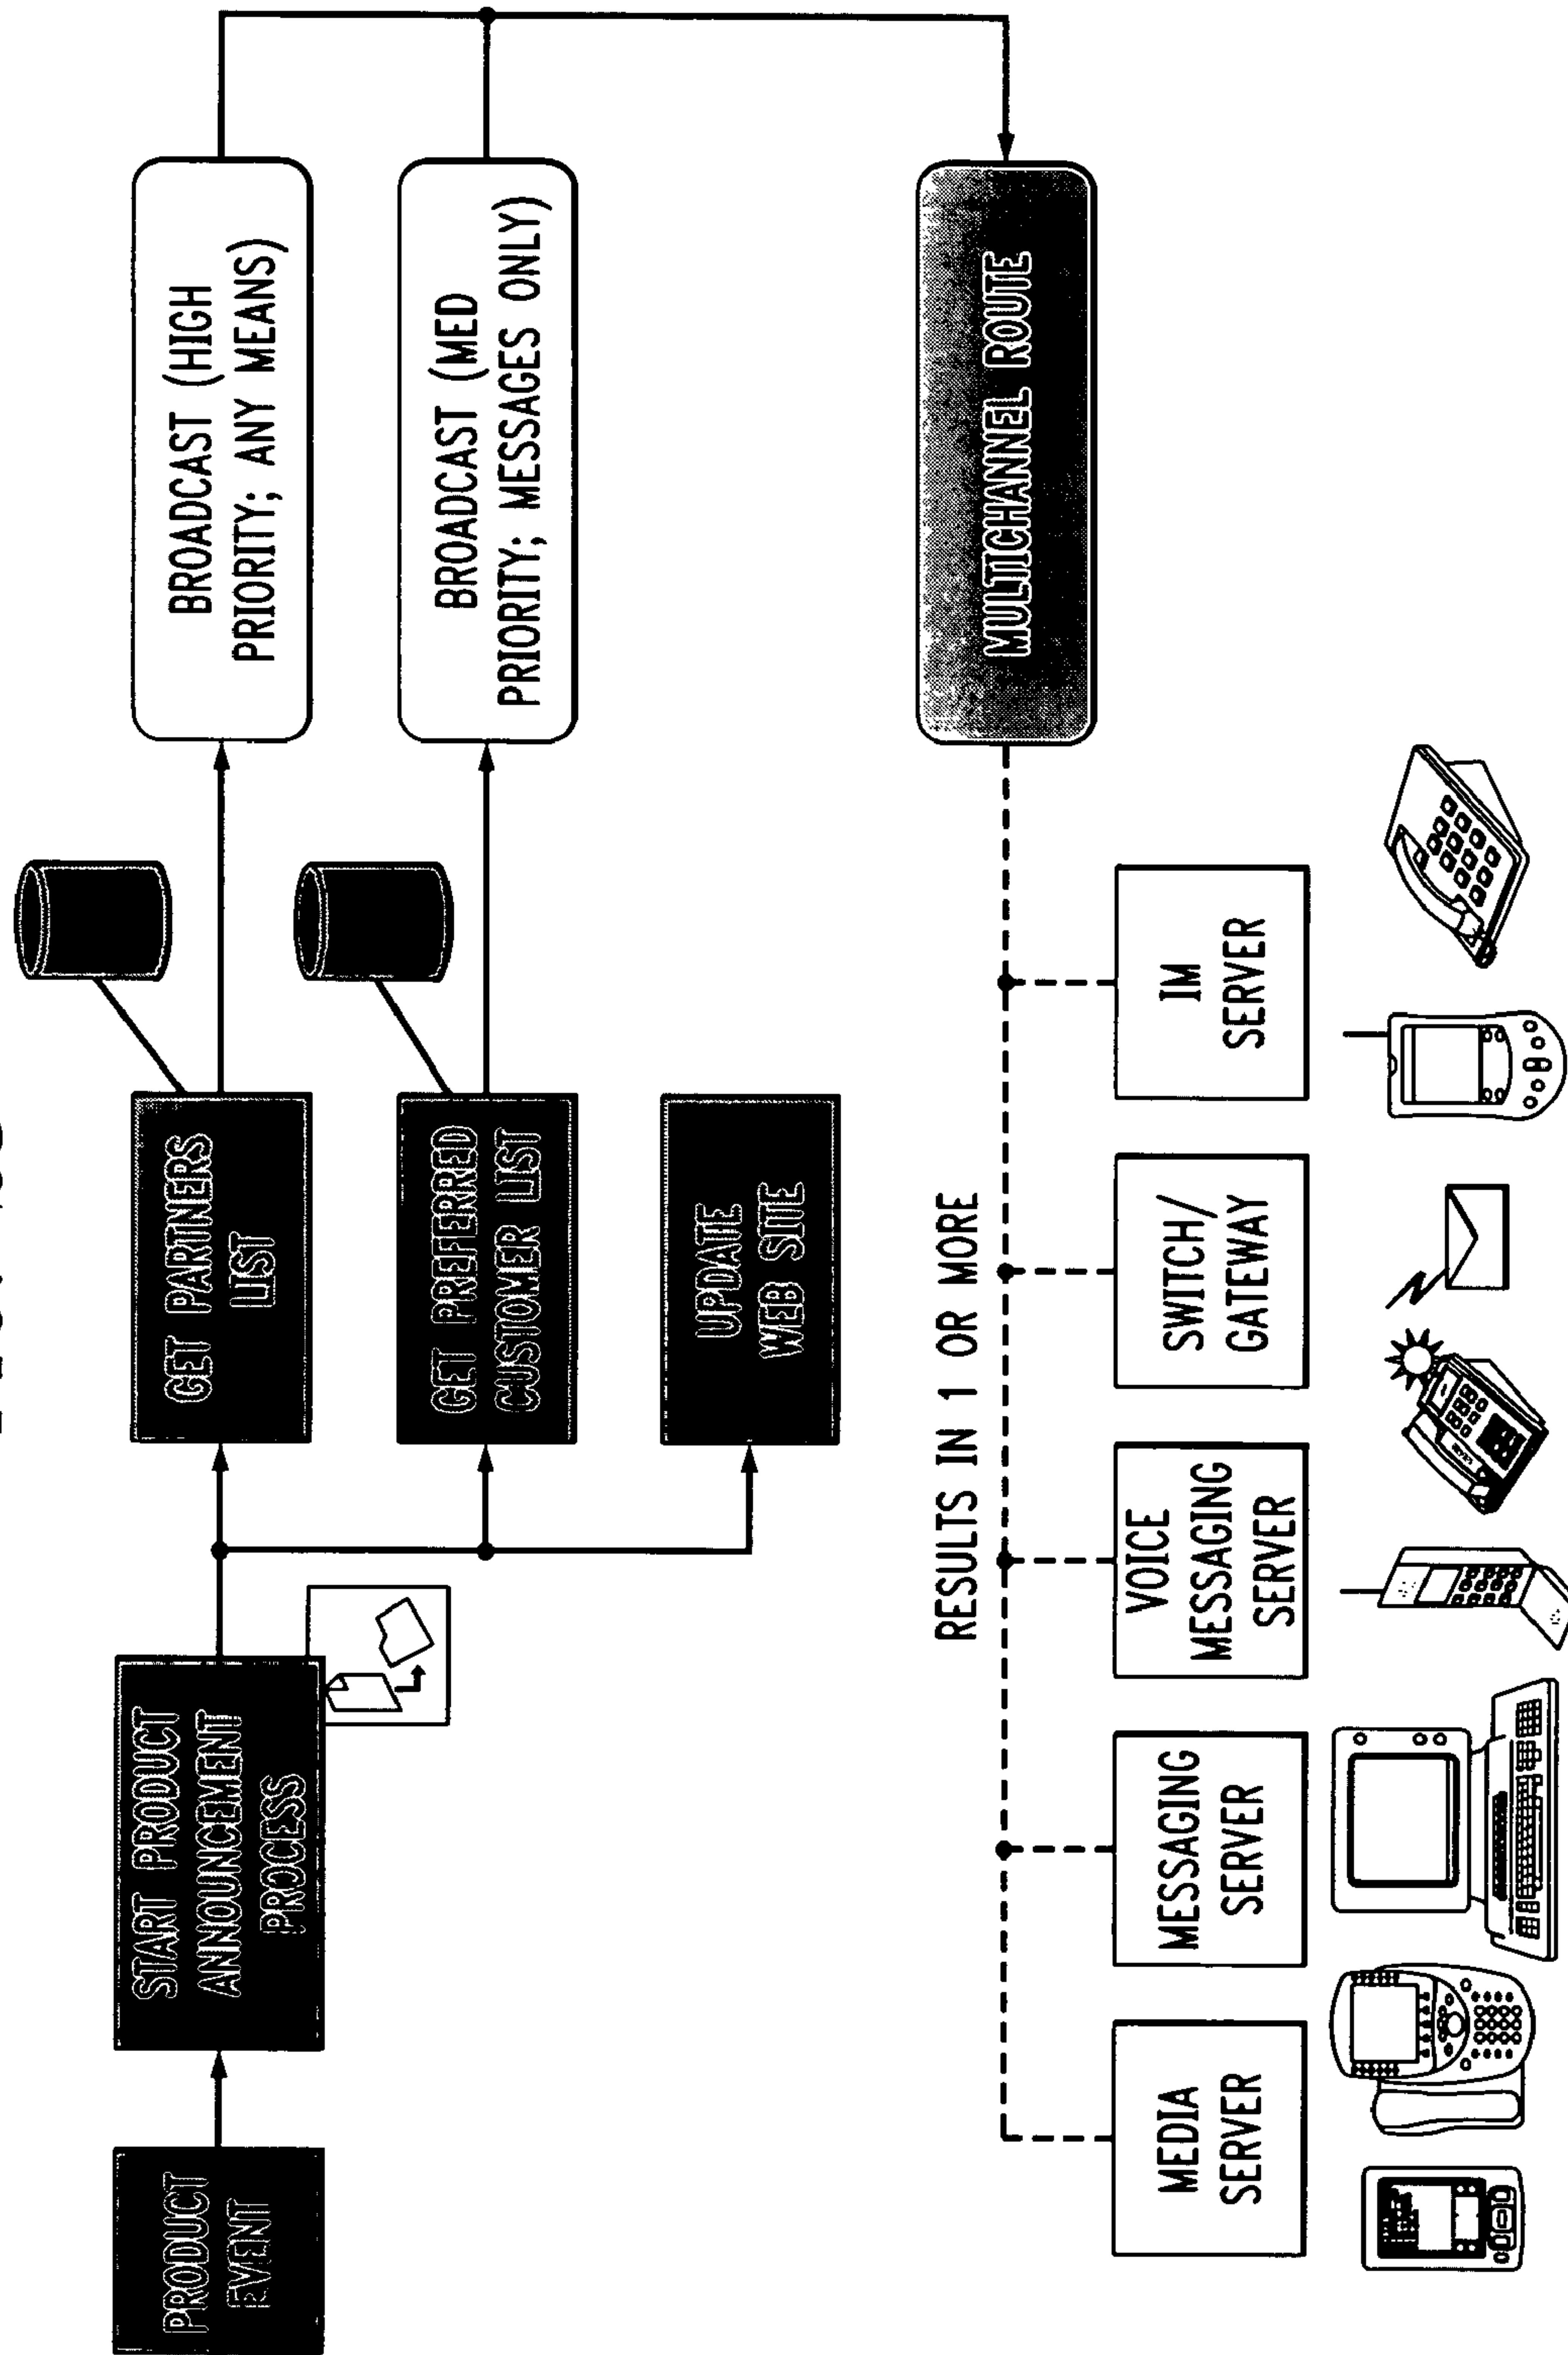 PRODUCT
EVENT
START PRODUCT
ANNOUNCEMENT
PROCESS
GET PARTNERS
LIST
GET PREFERRED
CUSTOMER LIST
UPDATE
WEB SITE
BROADCAST (HIGH
PRIORITY; ANY MEANS)
BROADCAST (MED
PRIORITY; MESSAGES ONLY)
MULTICHANNEL ROUTE
RESULTS IN 1 OR MORE
MEDIA
SERVER
MESSAGING
SERVER
VOICE
MESSAGING
SERVER
SWITCH/
GATEWAY
IM
SERVER